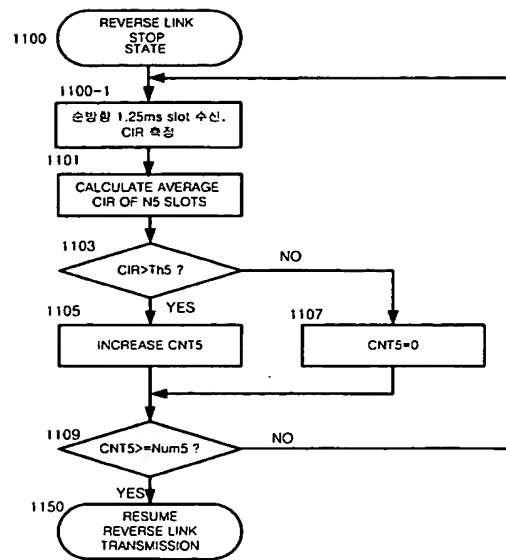 1100
REVERSE LINK
STOP
STATE
1100-1
순방향 1.25ms slot 수신.
CIR 측정
1101
CALCULATE AVERAGE
CIR OF N5 SLOTS
1103
CIR>Th5 ?
NO
YES
1105
INCREASE CNT5
1107
CNT5=0
1109
CNT5>=Num5 ?
NO
YES
1150
RESUME
REVERSE LINK
TRANSMISSION